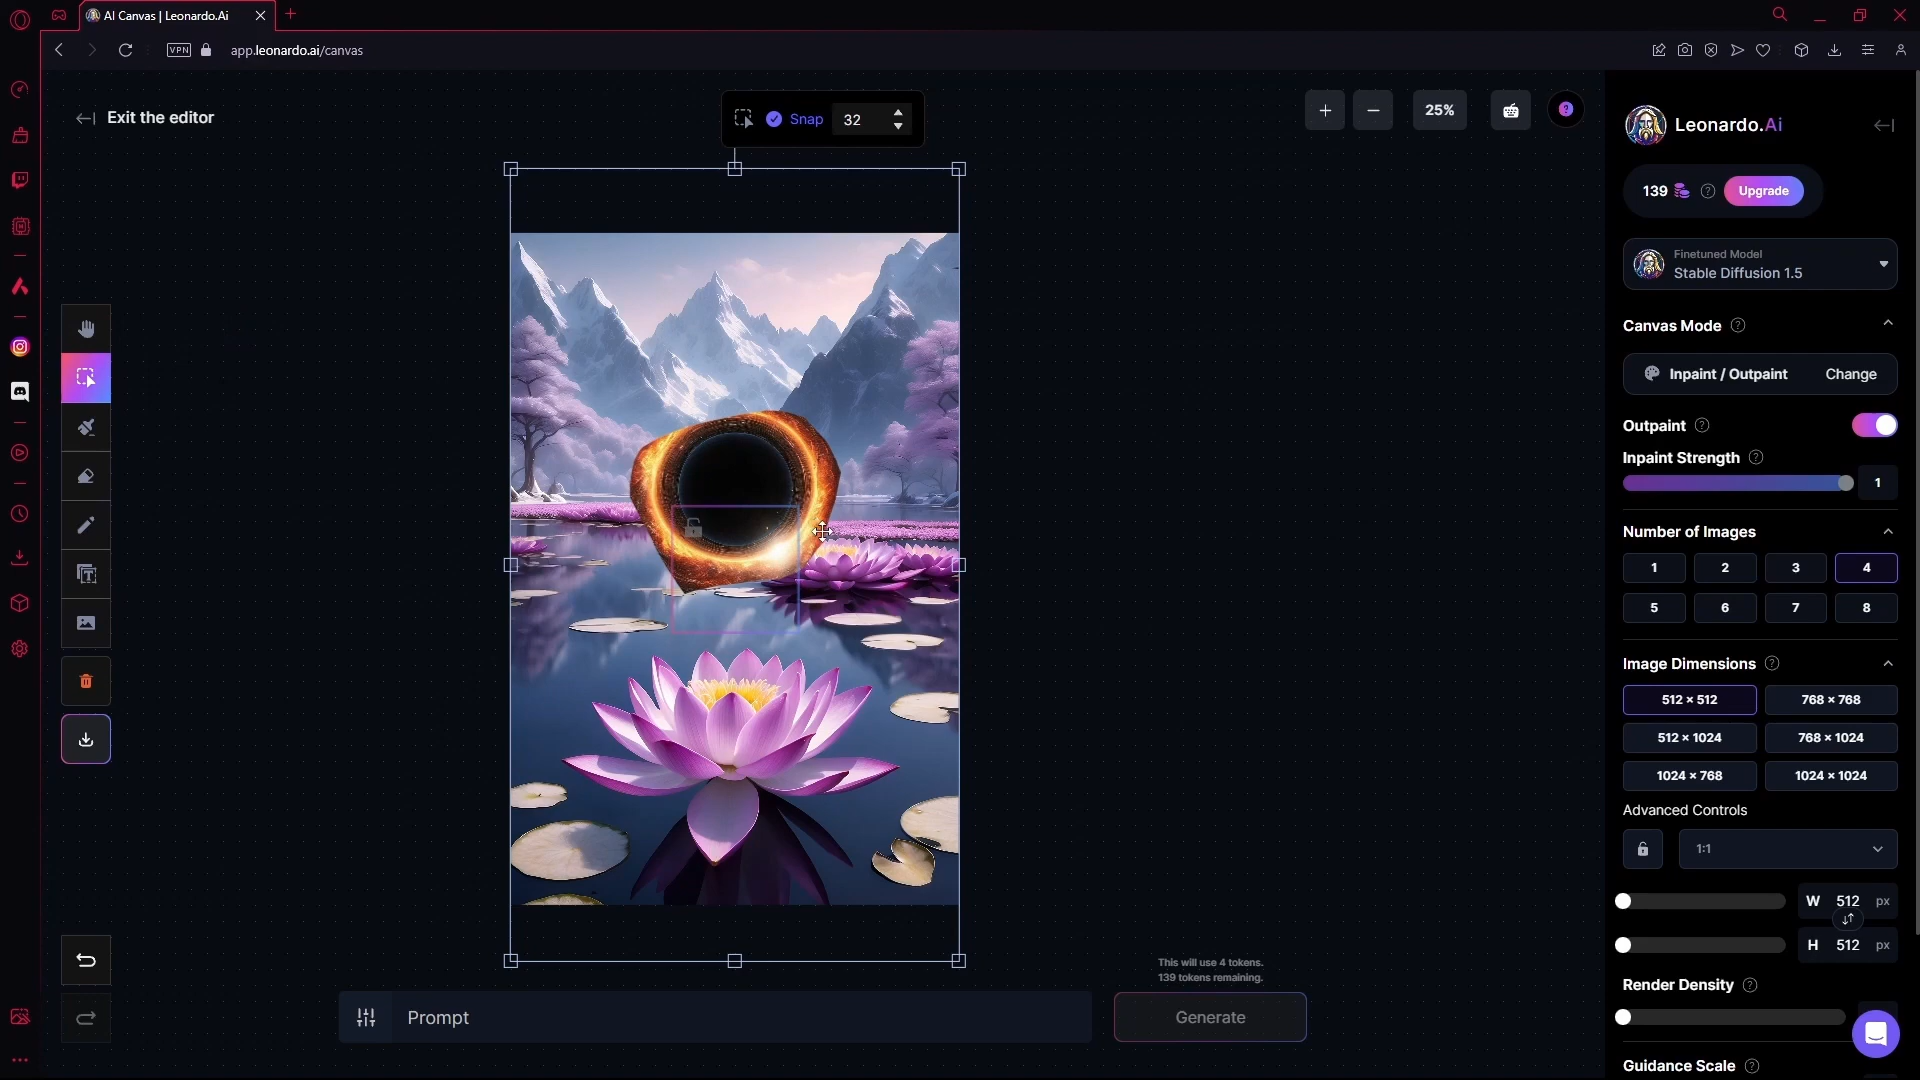 AI Canvas | Leonardo.Ai
VPN
app.leonardo.ai/canvas
Exit the editor
Snap
32
25%
Leonardo.Ai
139
Upgrade
Finetuned Model
Stable Diffusion 1.5
Canvas Mode
Inpaint / Outpaint
Change
Outpaint
Inpaint Strength
1
Number of Images
1 2 3 4
5 6 7 8
Image Dimensions
512 × 512
768 × 768
512 × 1024
768 × 1024
1024 × 768
1024 × 1024
Advanced Controls
1:1
W 512 px
H 512 px
Render Density
Guidance Scale
This will use 4 tokens.
139 tokens remaining.
Prompt
Generate